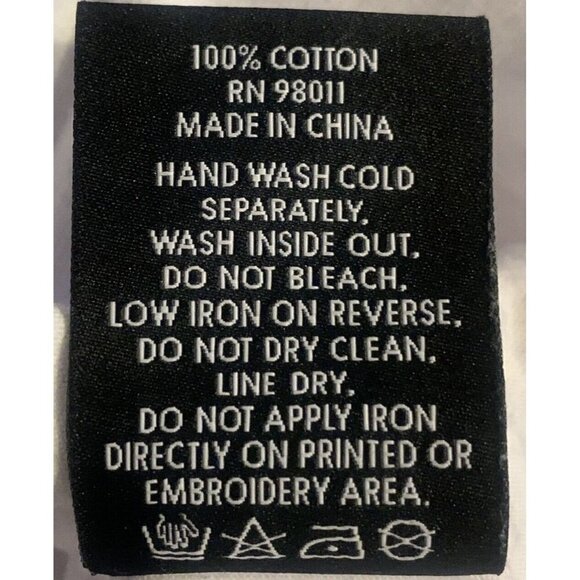 100% COTTON
RN 98011
MADE IN CHINA
HAND WASH COLD
SEPARATELY,
WASH INSIDE OUT,
DO NOT BLEACH,
LOW IRON ON REVERSE,
DO NOT DRY CLEAN,
LINE DRY,
DO NOT APPLY IRON
DIRECTLY ON PRINTED OR
EMBROIDERY AREA.